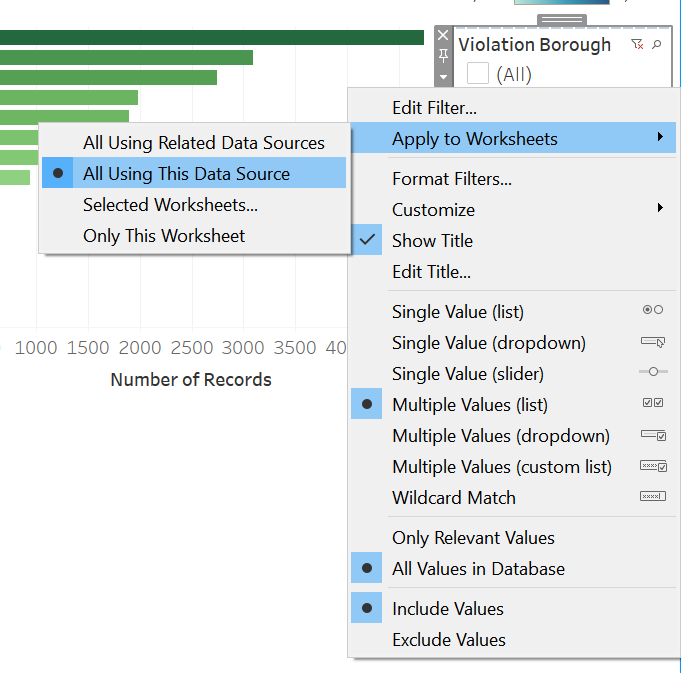 Violation Borough
(All)
Edit Filter...
Apply to Worksheets
All Using Related Data Sources
All Using This Data Source
Selected Worksheets...
Only This Worksheet
Format Filters...
Customize
Show Title
Edit Title...
Single Value (list)
Single Value (dropdown)
Single Value (slider)
Multiple Values (list)
Multiple Values (dropdown)
Multiple Values (custom list)
Wildcard Match
Only Relevant Values
All Values in Database
Include Values
Exclude Values
1000 1500 2000 2500 3000 3500 40
Number of Records